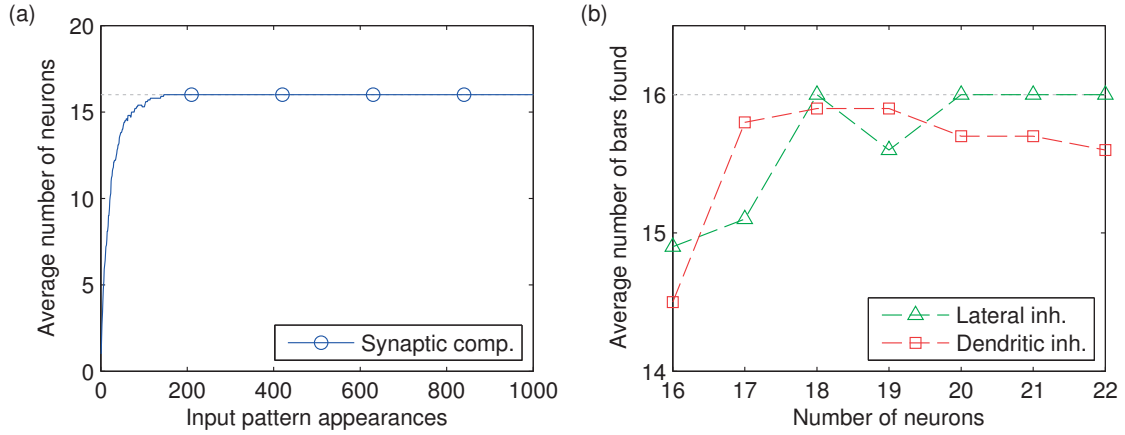 (a)
Average number of neurons
20
15
10
5
0
0 200 400 600 800 1000
Input pattern appearances
Synaptic comp.
(b)
Average number of bars found
16
15
14
16 17 18 19 20 21 22
Number of neurons
Lateral inh.
Dendritic inh.